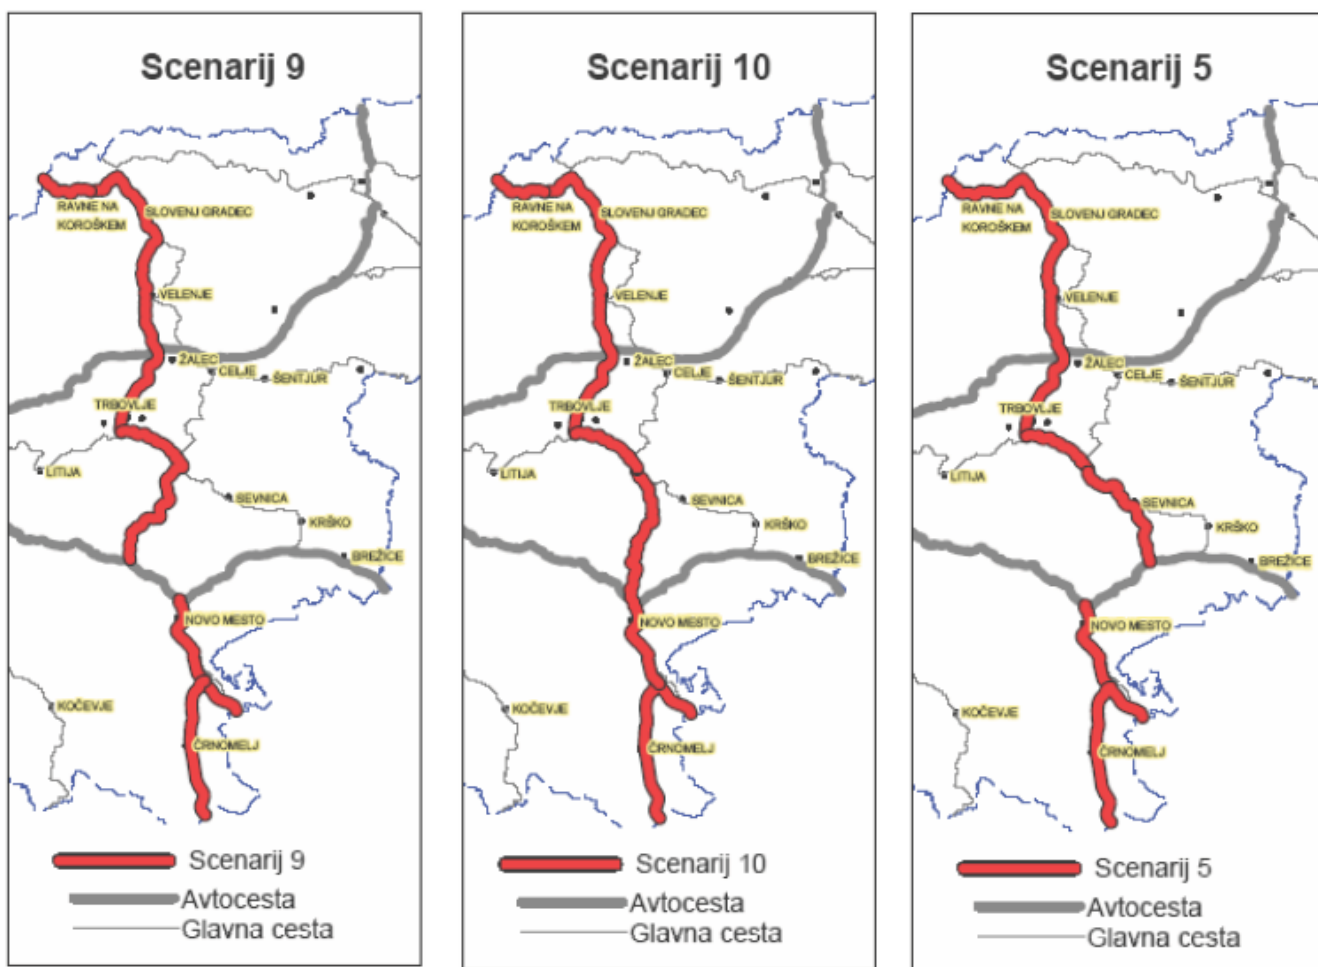 Scenarij 9
RAVNE NA
KOROŠKEM
SLOVENJ GRADEC
VELENJE
ŽALEC
CELJE
ŠENTJUR
TRBOVLJE
LITIJA
SEVNICA
KRŠKO
BREŽICE
NOVO MESTO
KOČEVJE
ČRNOMELJ
Scenarij 9
Avtocesta
Glavna cesta
Scenarij 10
RAVNE NA
KOROŠKEM
SLOVENJ GRADEC
VELENJE
ŽALEC
CELJE
ŠENTJUR
TRBOVLJE
LITIJA
SEVNICA
KRŠKO
BREŽICE
NOVO MESTO
KOČEVJE
ČRNOMELJ
Scenarij 10
Avtocesta
Glavna cesta
Scenarij 5
RAVNE NA
KOROŠKEM
SLOVENJ GRADEC
VELENJE
ŽALEC
CELJE
ŠENTJUR
TRBOVLJE
LITIJA
SEVNICA
KRŠKO
BREŽICE
NOVO MESTO
KOČEVJE
ČRNOMELJ
Scenarij 5
Avtocesta
Glavna cesta